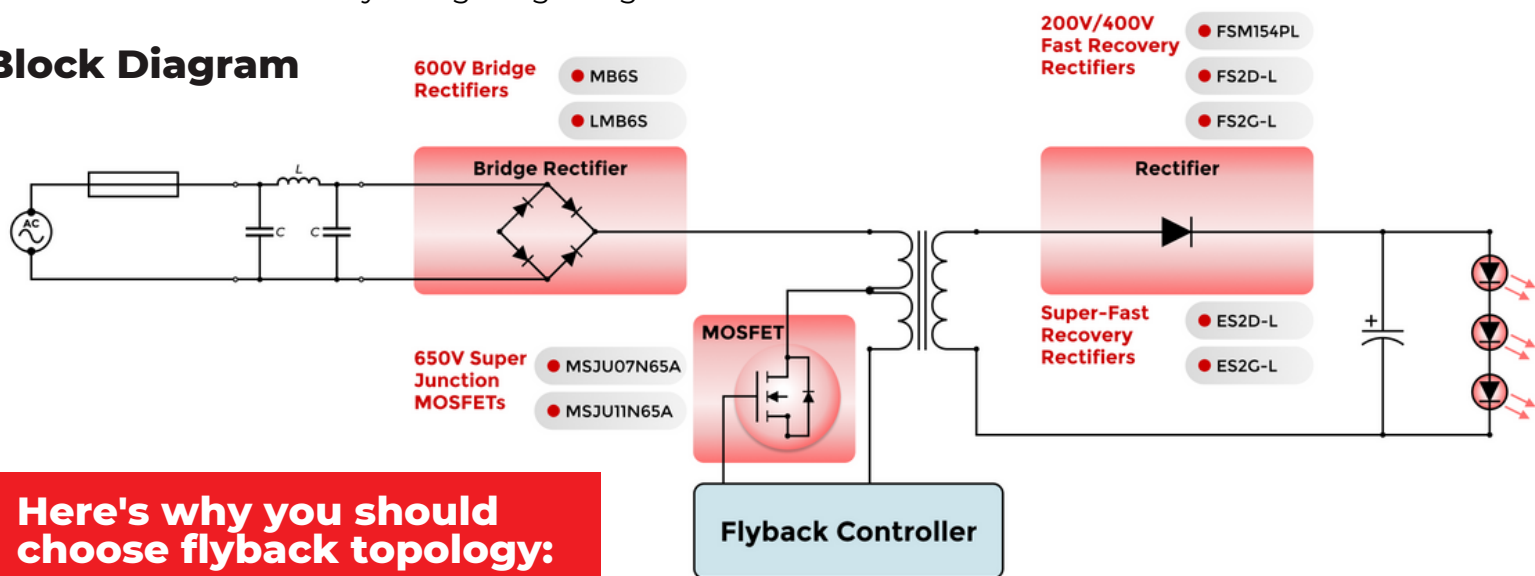 Block Diagram
600V Bridge
Rectifiers
MB6S
LMB6S
200V/400V
Fast Recovery
Rectifiers
FSM154PL
FS2D-L
FS2G-L
Bridge Rectifier
Rectifier
AC
L
C
C
650V Super
Junction
MOSFETs
MSJU07N65A
MSJU11N65A
MOSFET
Super-Fast
Recovery
Rectifiers
ES2D-L
ES2G-L
+
Flyback Controller
Here's why you should
choose flyback topology: